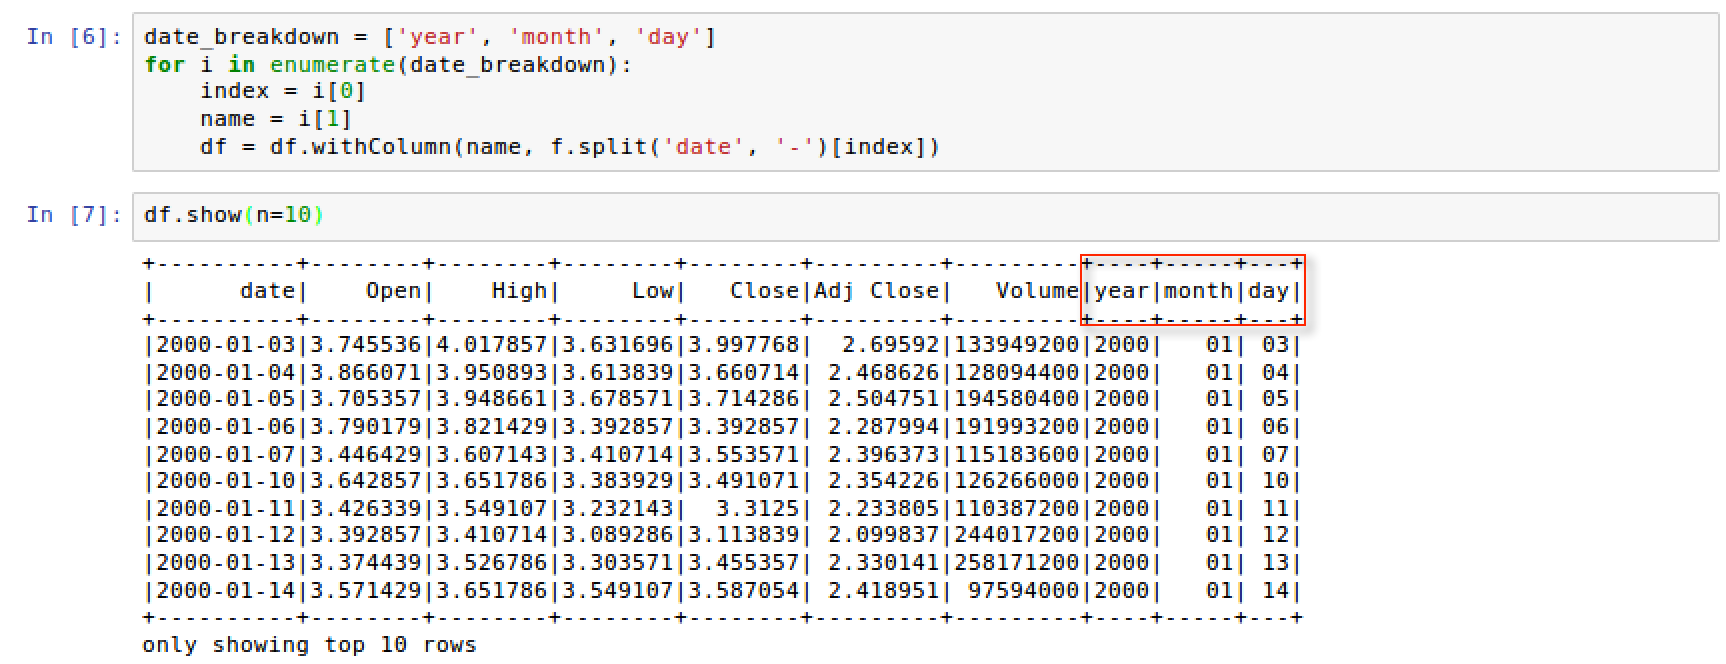 In [6]: date_breakdown = ['year', 'month', 'day']
for i in enumerate(date_breakdown):
    index = i[0]
    name = i[1]
    df = df.withColumn(name, f.split('date', '-')[index])
In [7]: df.show(n=10)
+----------+--------+--------+--------+--------+---------+---------+----+-----+---+
|      date|    Open|    High|     Low|   Close|Adj Close|   Volume|year|month|day|
+----------+--------+--------+--------+--------+---------+---------+----+-----+---+
|2000-01-03|3.745536|4.017857|3.631696|3.997768|  2.69592|133949200|2000|   01| 03|
|2000-01-04|3.866071|3.950893|3.613839|3.660714| 2.468626|128094400|2000|   01| 04|
|2000-01-05|3.705357|3.948661|3.678571|3.714286| 2.504751|194580400|2000|   01| 05|
|2000-01-06|3.790179|3.821429|3.392857|3.392857| 2.287994|191993200|2000|   01| 06|
|2000-01-07|3.446429|3.607143|3.410714|3.553571| 2.396373|115183600|2000|   01| 07|
|2000-01-10|3.642857|3.651786|3.383929|3.491071| 2.354226|126266000|2000|   01| 10|
|2000-01-11|3.426339|3.549107|3.232143|  3.3125| 2.233805|110387200|2000|   01| 11|
|2000-01-12|3.392857|3.410714|3.089286|3.113839| 2.099837|244017200|2000|   01| 12|
|2000-01-13|3.374439|3.526786|3.303571|3.455357| 2.330141|258171200|2000|   01| 13|
|2000-01-14|3.571429|3.651786|3.549107|3.587054| 2.418951| 97594000|2000|   01| 14|
+----------+--------+--------+--------+--------+---------+---------+----+-----+---+
only showing top 10 rows